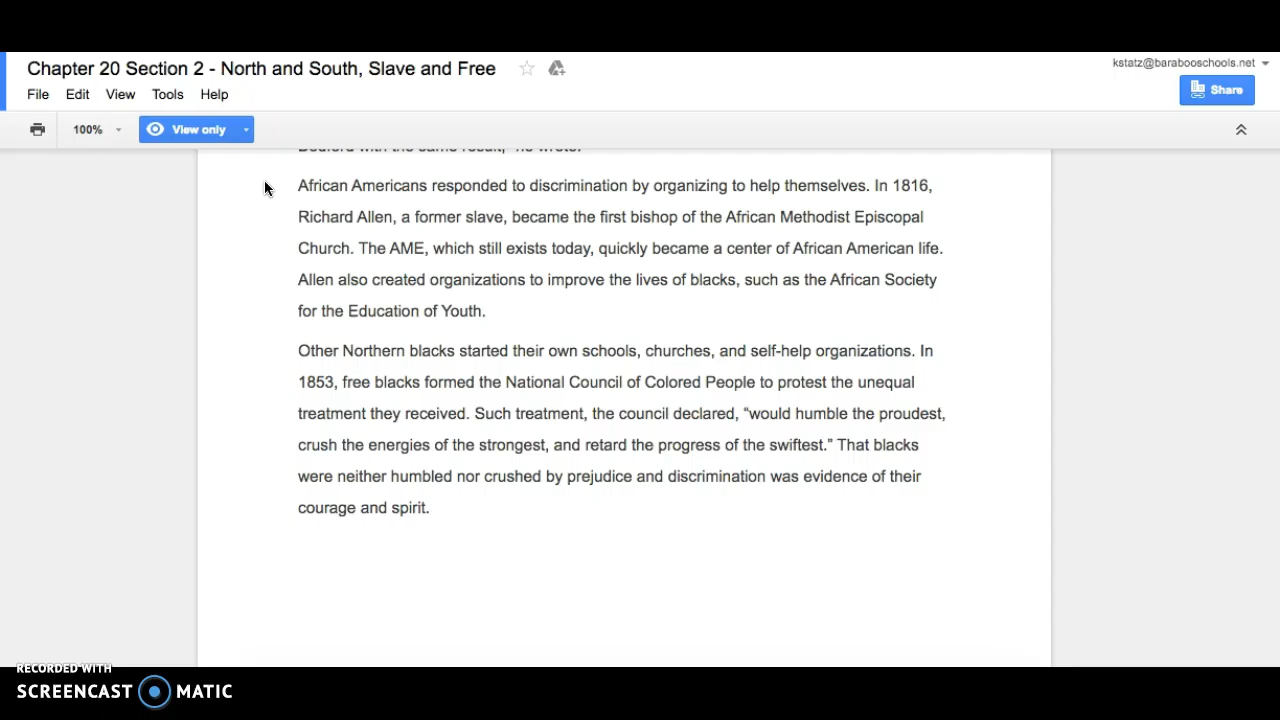 Chapter 20 Section 2 - North and South, Slave and Free
kstatz@barabooschools.net
File Edit View Tools Help
Share
100% View only
African Americans responded to discrimination by organizing to help themselves. In 1816,
Richard Allen, a former slave, became the first bishop of the African Methodist Episcopal
Church. The AME, which still exists today, quickly became a center of African American life.
Allen also created organizations to improve the lives of blacks, such as the African Society
for the Education of Youth.
Other Northern blacks started their own schools, churches, and self-help organizations. In
1853, free blacks formed the National Council of Colored People to protest the unequal
treatment they received. Such treatment, the council declared, “would humble the proudest,
crush the energies of the strongest, and retard the progress of the swiftest.” That blacks
were neither humbled nor crushed by prejudice and discrimination was evidence of their
courage and spirit.
RECORDED WITH
SCREENCAST MATIC